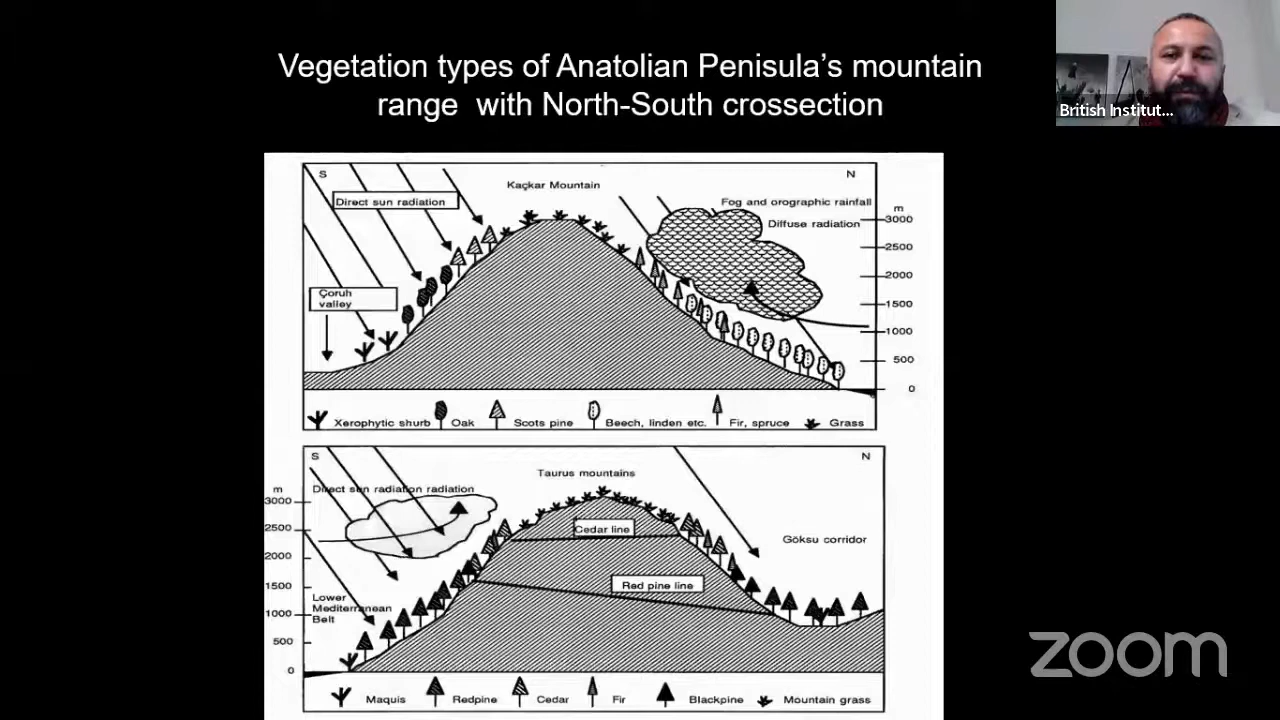 Vegetation types of Anatolian Penisula's mountain
range with North-South crossection
British Institut...
S
Kaçkar Mountain
N
Direct sun radiation
Fog and orographic rainfall
m
Diffuse radiation
3000
2500
2000
1500
1000
500
0
Çoruh
valley
Xerophytic shurb
Oak
Scots pine
Beech, linden etc.
Fir, spruce
Grass
S
Taurus mountains
N
m
Direct sun radiation radiation
3000
2500
2000
1500
1000
500
0
Cedar line
Göksu corridor
Red pine line
Lower
Mediterranean
Belt
Maquis
Redpine
Cedar
Fir
Blackpine
Mountain grass
zoom